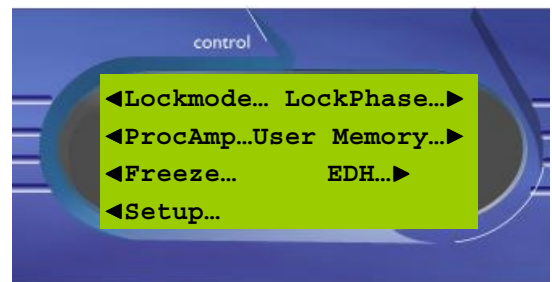 control
◄Lockmode… LockPhase…►
◄ProcAmp…User Memory…►
◄Freeze… EDH…►
◄Setup…